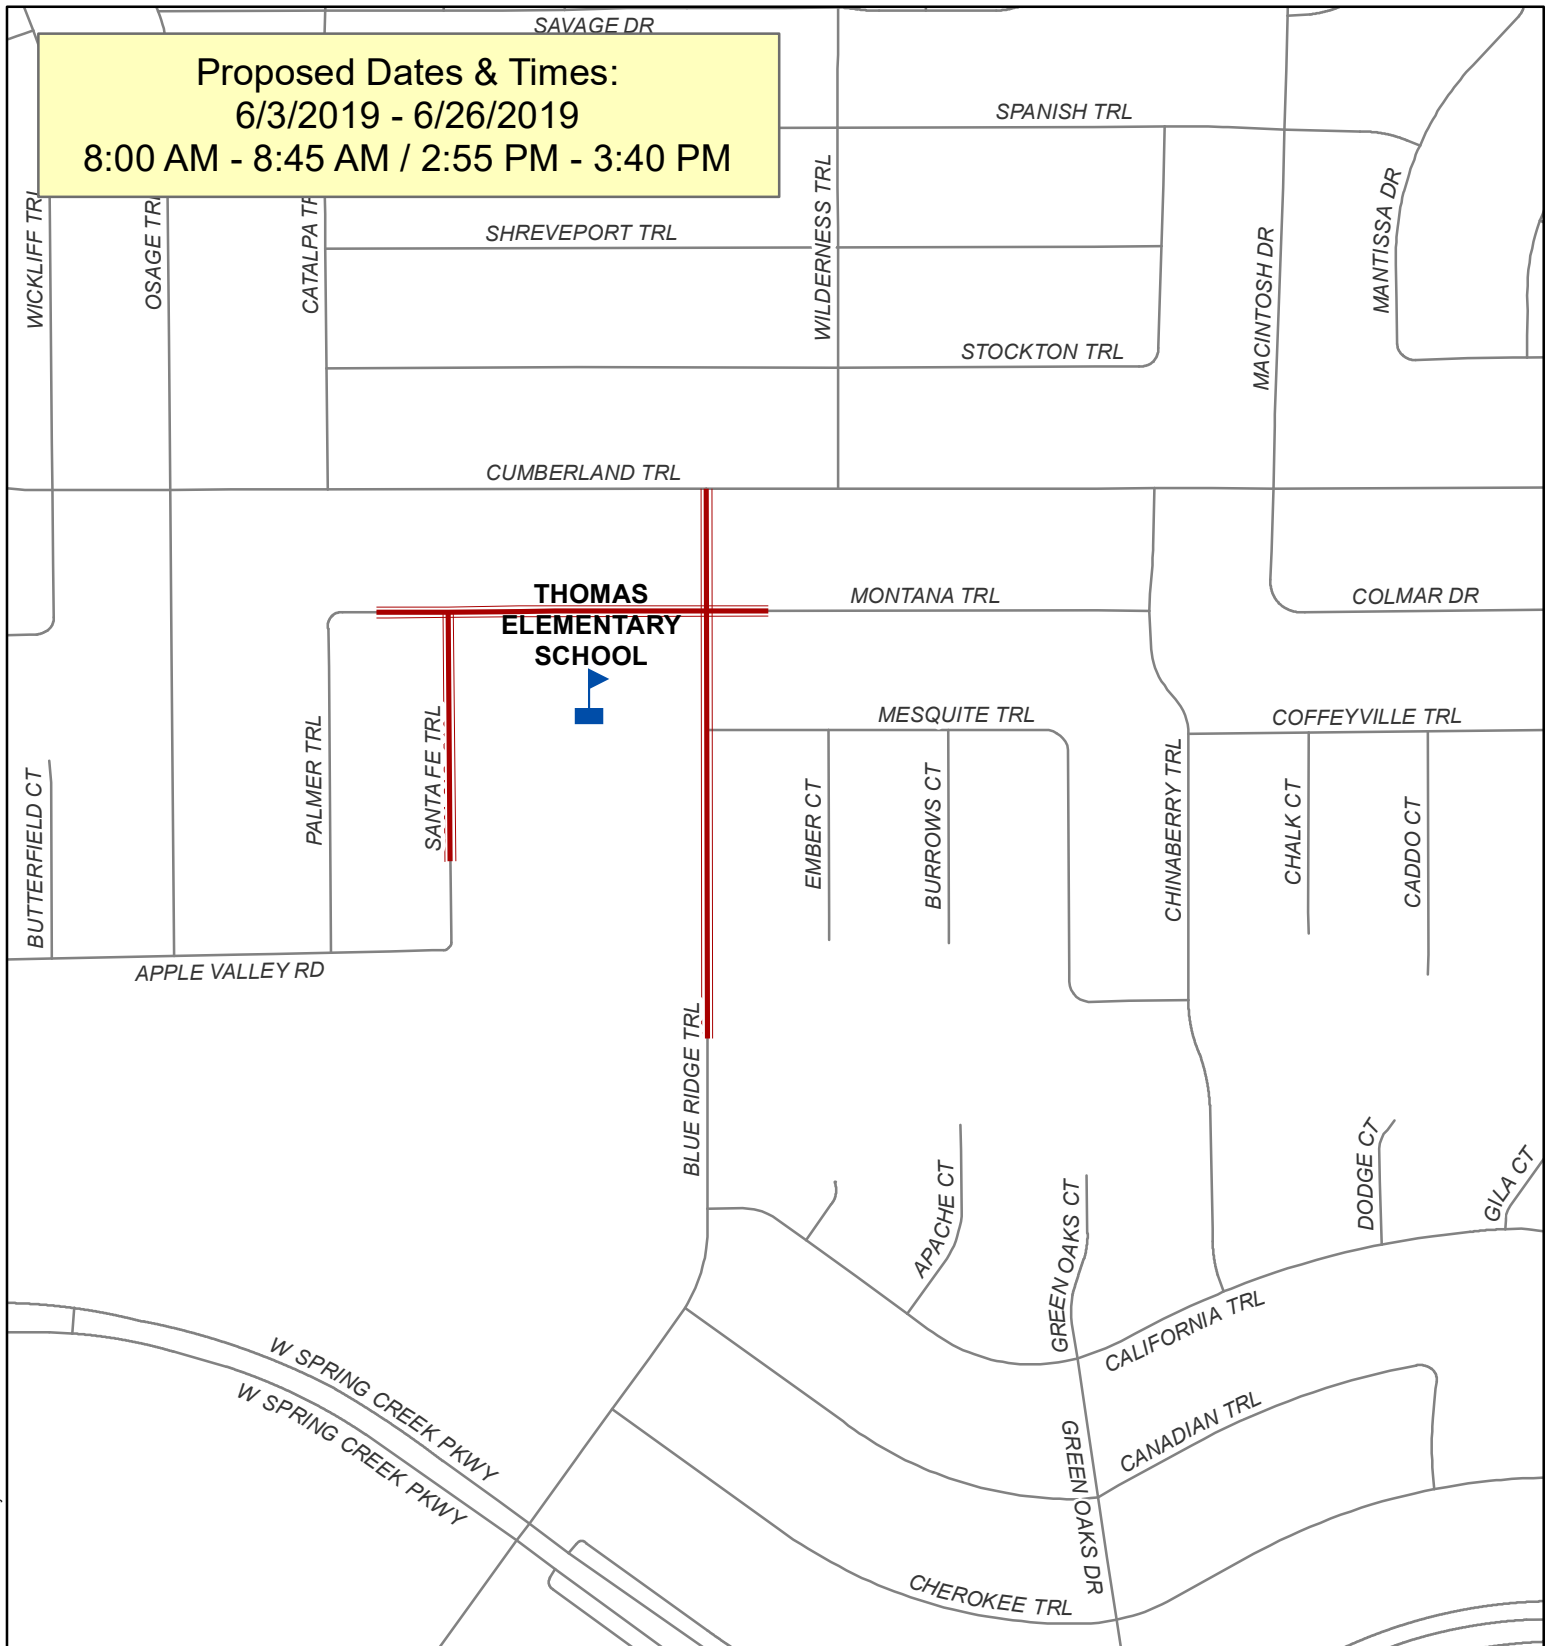 SAVAGE DR
Proposed Dates & Times:
6/3/2019 - 6/26/2019
8:00 AM - 8:45 AM / 2:55 PM - 3:40 PM
SPANISH TRL
WICKLIFF TRL
OSAGE TRL
CATALPA TRL
SHREVEPORT TRL
WILDERNESS TRL
MACINTOSH DR
MANTISSA DR
STOCKTON TRL
CUMBERLAND TRL
THOMAS
ELEMENTARY
SCHOOL
MONTANA TRL
COLMAR DR
MESQUITE TRL
COFFEYVILLE TRL
BUTTERFIELD CT
PALMER TRL
SANTA FE TRL
EMBER CT
BURROWS CT
CHINABERRY TRL
CHALK CT
CADDO CT
APPLE VALLEY RD
BLUE RIDGE TRL
APACHE CT
GREEN OAKS CT
DODGE CT
GILA CT
CALIFORNIA TRL
W SPRING CREEK PKWY
W SPRING CREEK PKWY
CANADIAN TRL
GREEN OAKS DR
CHEROKEE TRL